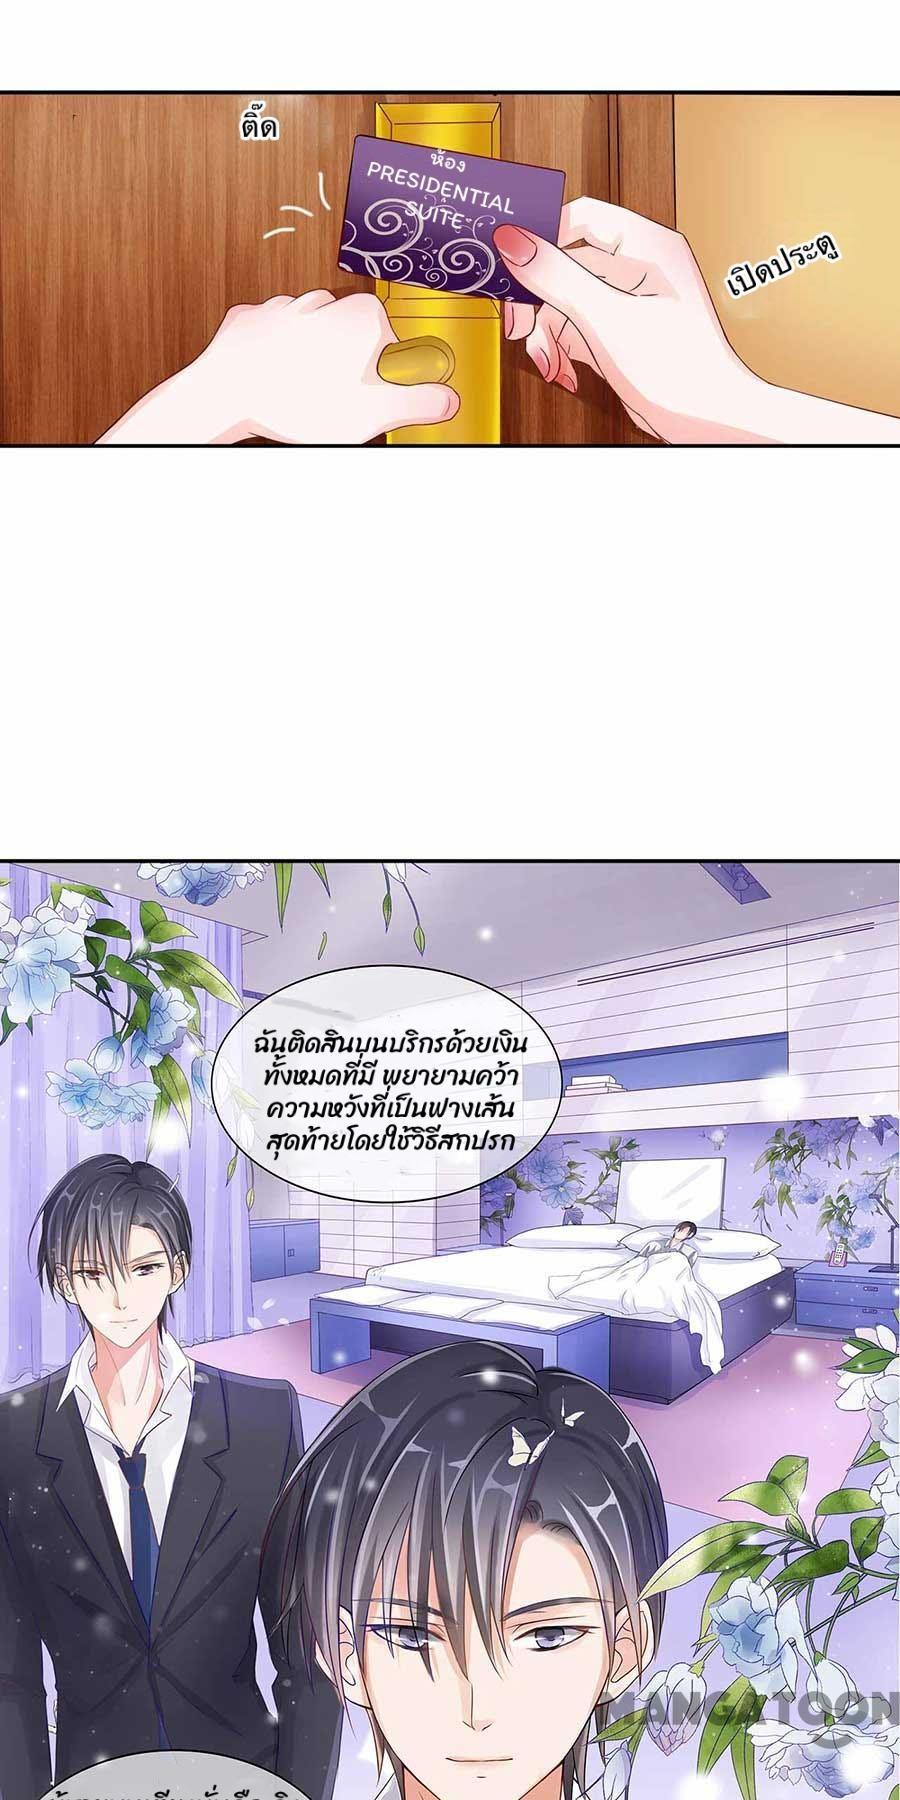 ติ๊ด
ห้อง
PRESIDENTIAL
SUITE
เปิดประตู
ฉันติดสินบนบริกรด้วยเงิน
ทั้งหมดที่มี พยายามคว้า
ความหวังที่เป็นฟางเส้น
สุดท้ายโดยใช้วิธีสกปรก
MANGATOON